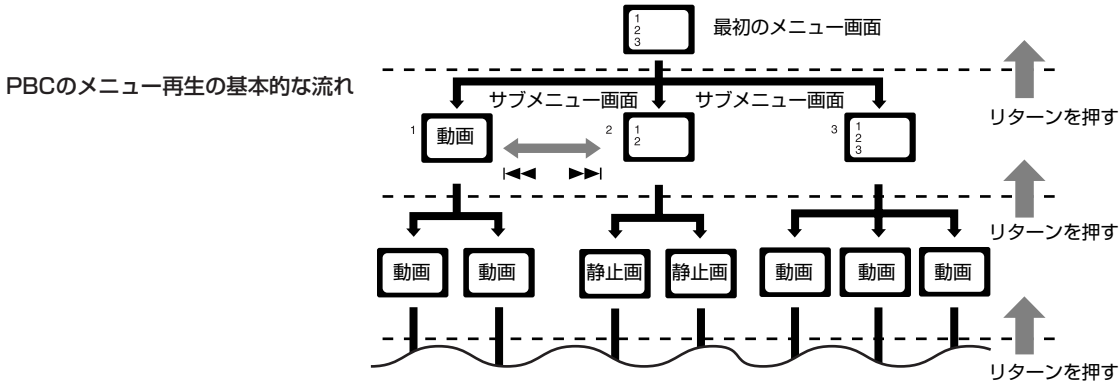 1
2
3
最初のメニュー画面
PBCのメニュー再生の基本的な流れ
サブメニュー画面
サブメニュー画面
リターンを押す
1
動画
2
1
2
3
1
2
3
リターンを押す
動画
動画
静止画
静止画
動画
動画
動画
リターンを押す